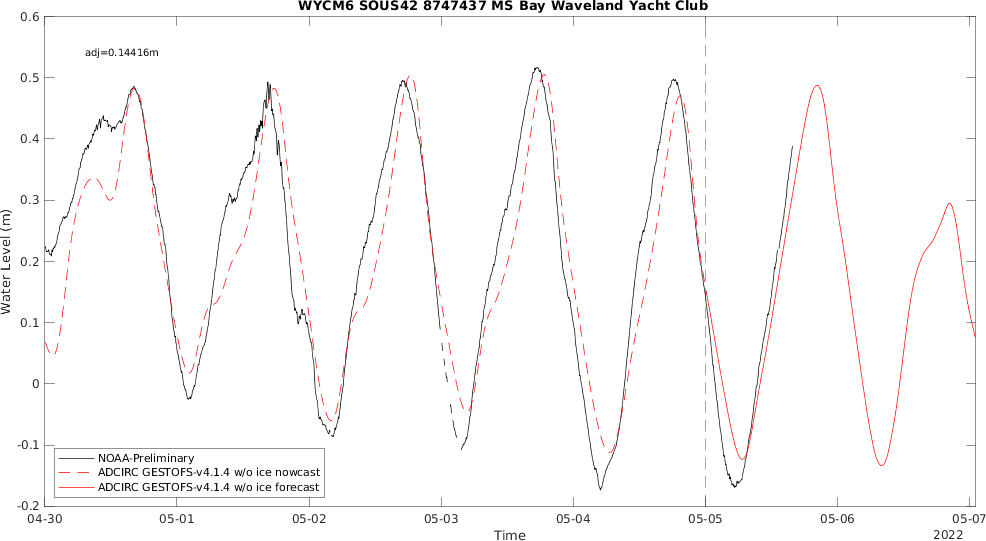 WYCM6 SOUS42 8747437 MS Bay Waveland Yacht Club
0.6
adj=0.14416m
0.5
0.4
0.3
0.2
0.1
0
-0.1
-0.2
Water Level (m)
NOAA-Preliminary
ADCIRC GESTOFS-v4.1.4 w/o ice nowcast
ADCIRC GESTOFS-v4.1.4 w/o ice forecast
04-30 05-01 05-02 05-03 05-04 05-05 05-06 05-07
Time
2022